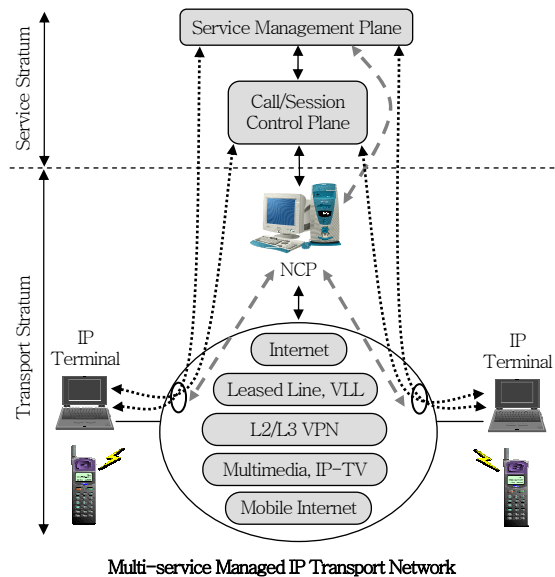 Service Management Plane
Service Stratum
Call/Session
Control Plane
NCP
Transport Stratum
IP
Terminal
IP
Terminal
Internet
Leased Line, VLL
L2/L3 VPN
Multimedia, IP-TV
Mobile Internet
Multi-service Managed IP Transport Network